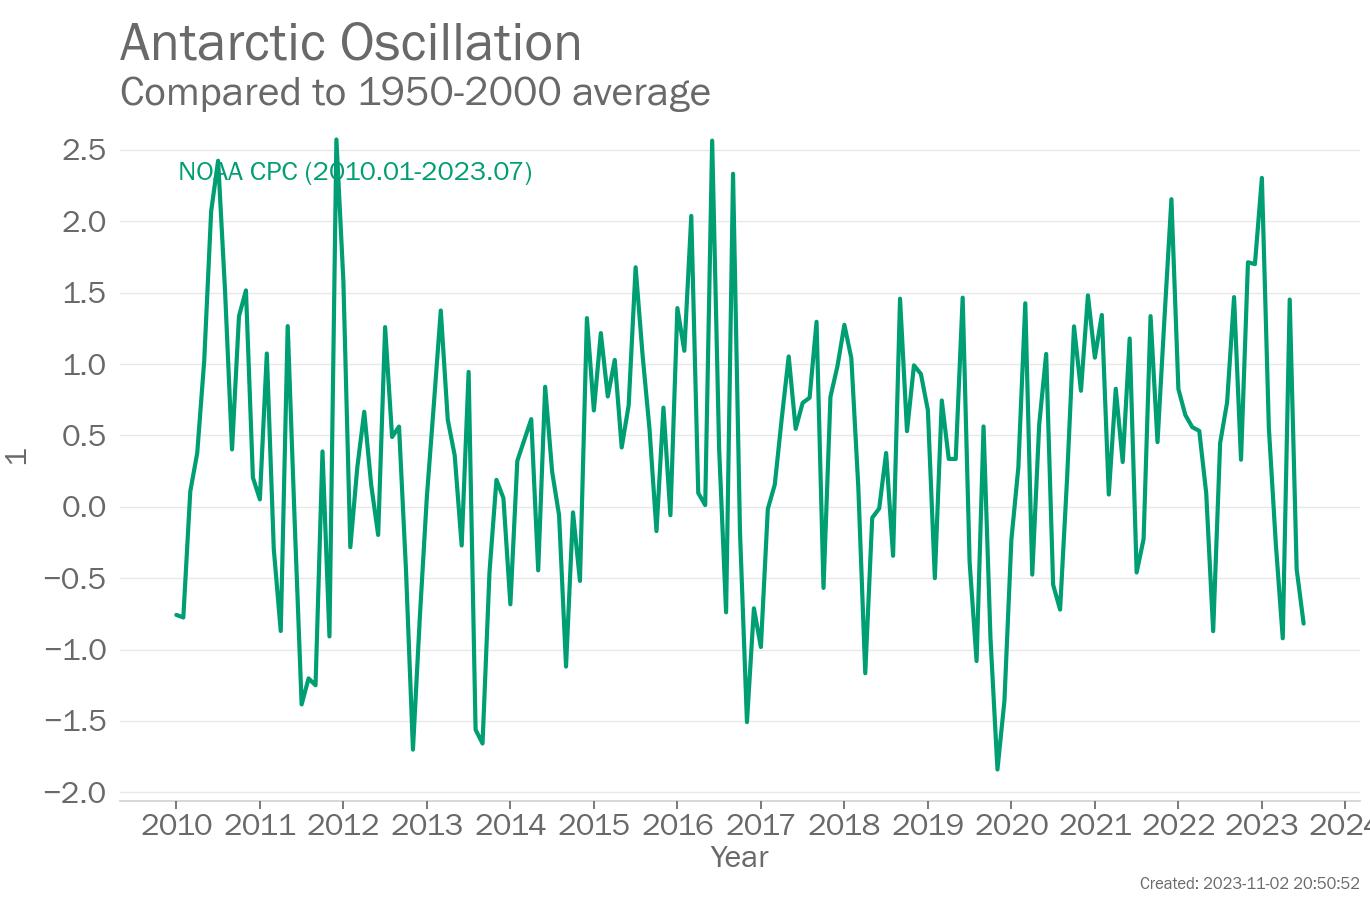 Antarctic Oscillation
Compared to 1950-2000 average
NOAA CPC (2010.01-2023.07)
2.5
2.0
1.5
1.0
0.5
0.0
−0.5
−1.0
−1.5
−2.0
1
2010 2011 2012 2013 2014 2015 2016 2017 2018 2019 2020 2021 2022 2023 2024
Year
Created: 2023-11-02 20:50:52